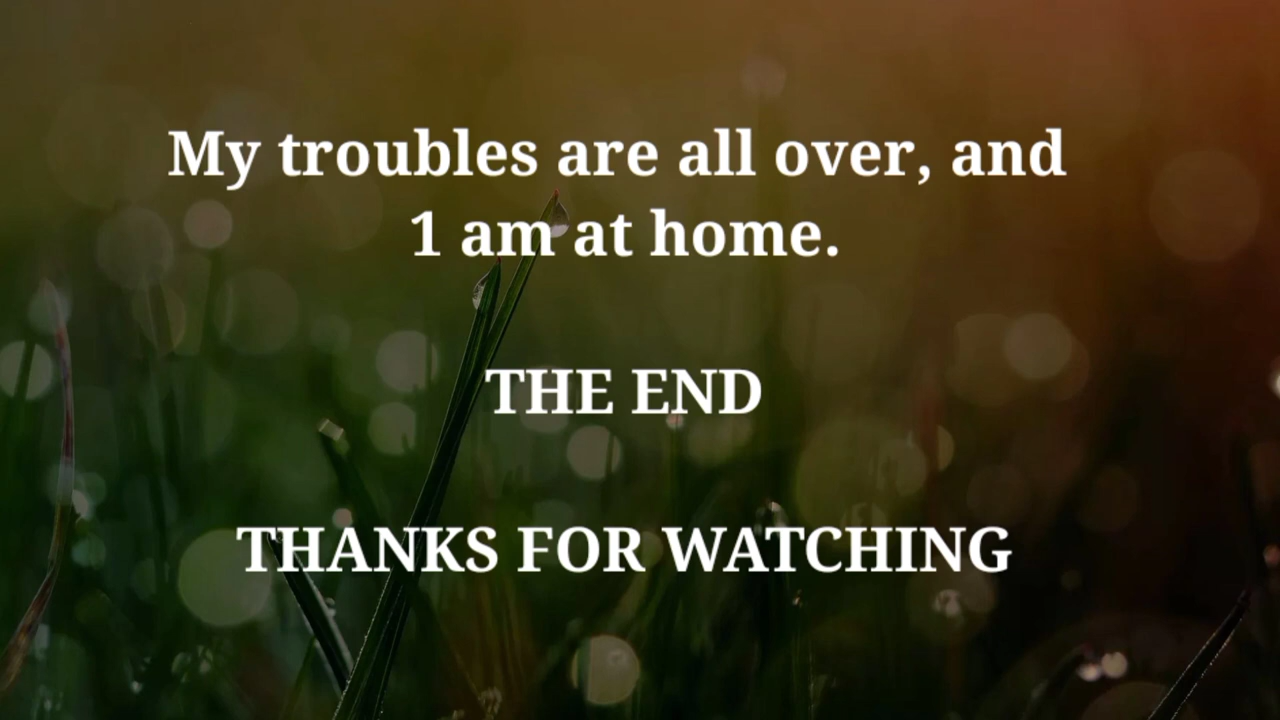 My troubles are all over, and
1 am at home.
THE END
THANKS FOR WATCHING